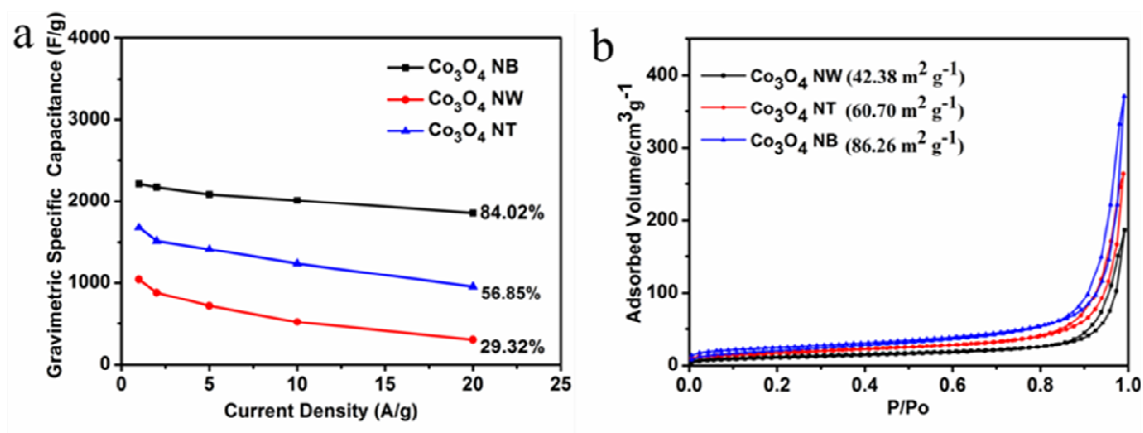 a
Gravimetric Specific Capacitance (F/g)
4000
3000
2000
1000
0
Co₃O₄ NB
Co₃O₄ NW
Co₃O₄ NT
84.02%
56.85%
29.32%
0 5 10 15 20 25
Current Density (A/g)
b
Adsorbed Volume/cm³g⁻¹
400
300
200
100
0
Co₃O₄ NW (42.38 m² g⁻¹)
Co₃O₄ NT (60.70 m² g⁻¹)
Co₃O₄ NB (86.26 m² g⁻¹)
0.0 0.2 0.4 0.6 0.8 1.0
P/Po